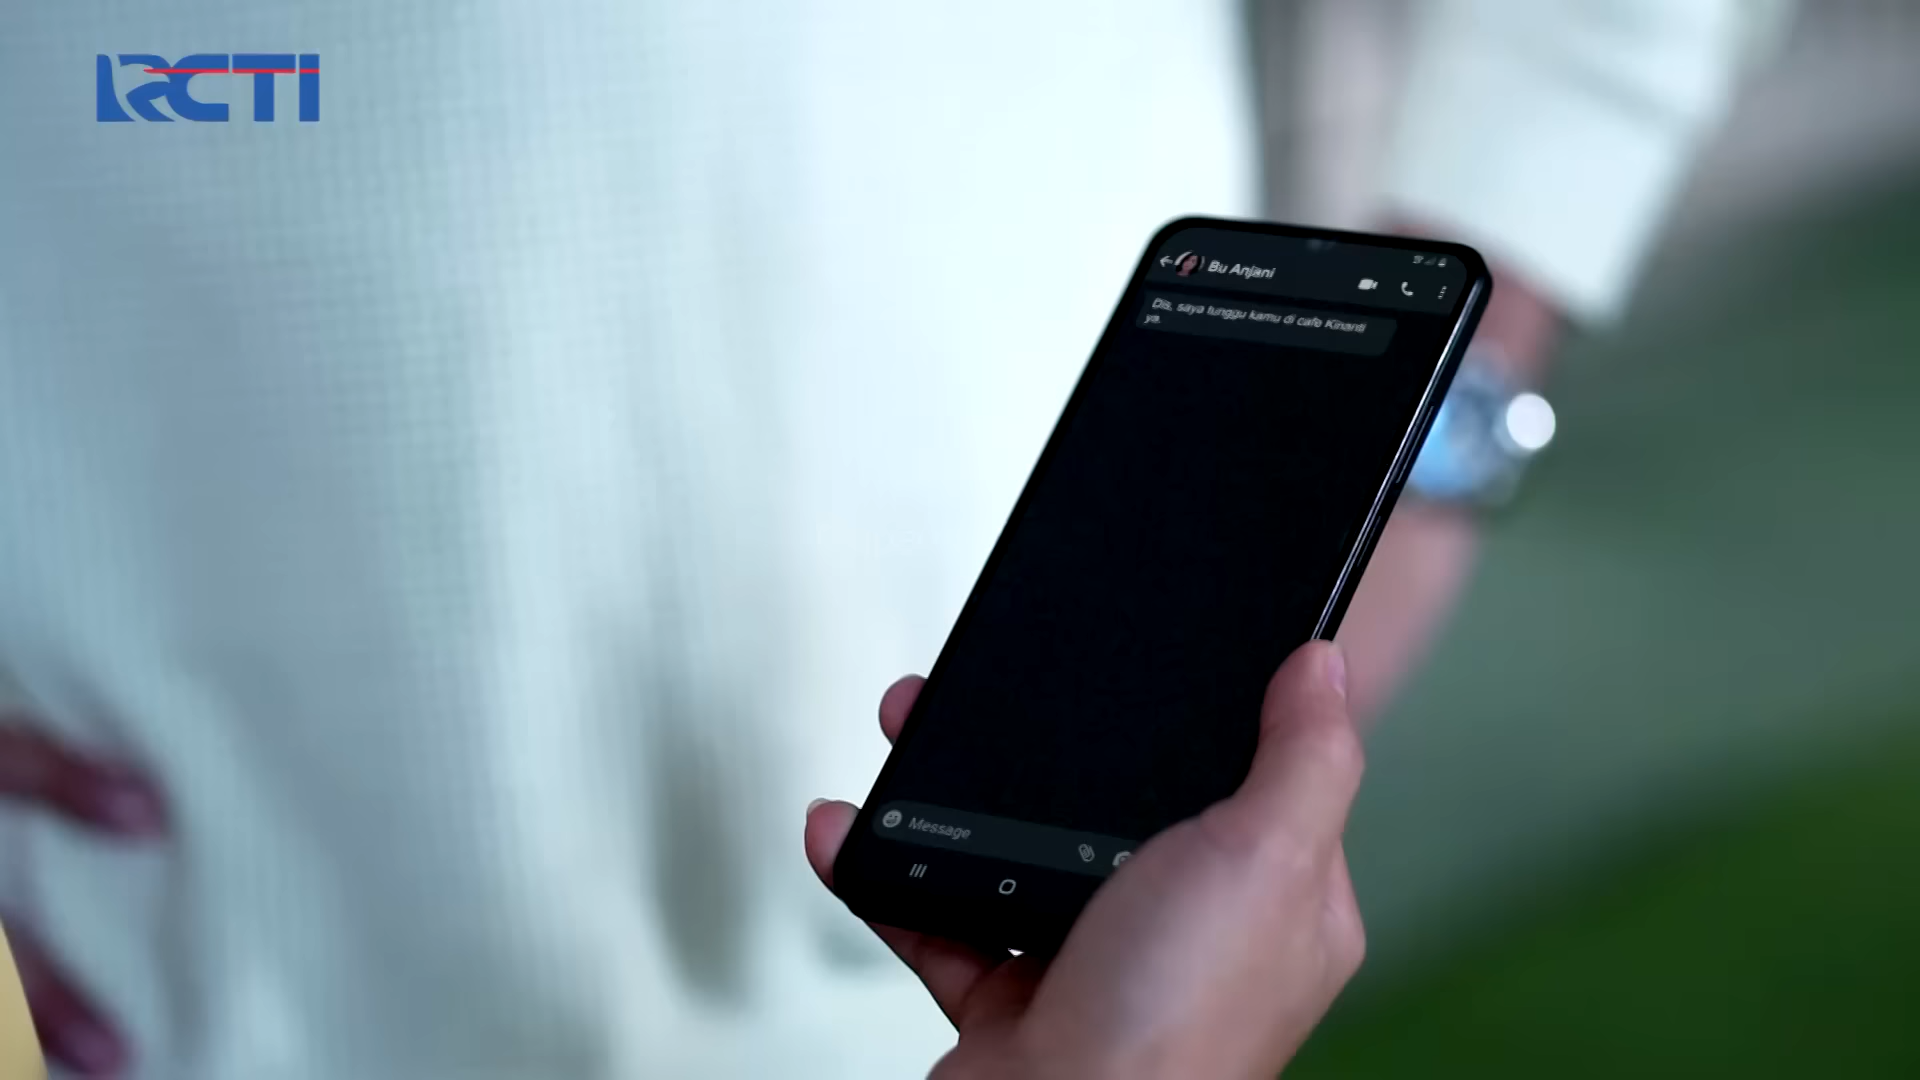 RCTI
Bu Anjani
Dis, saya tunggu kamu di cafe Kinanti
ya.
Message